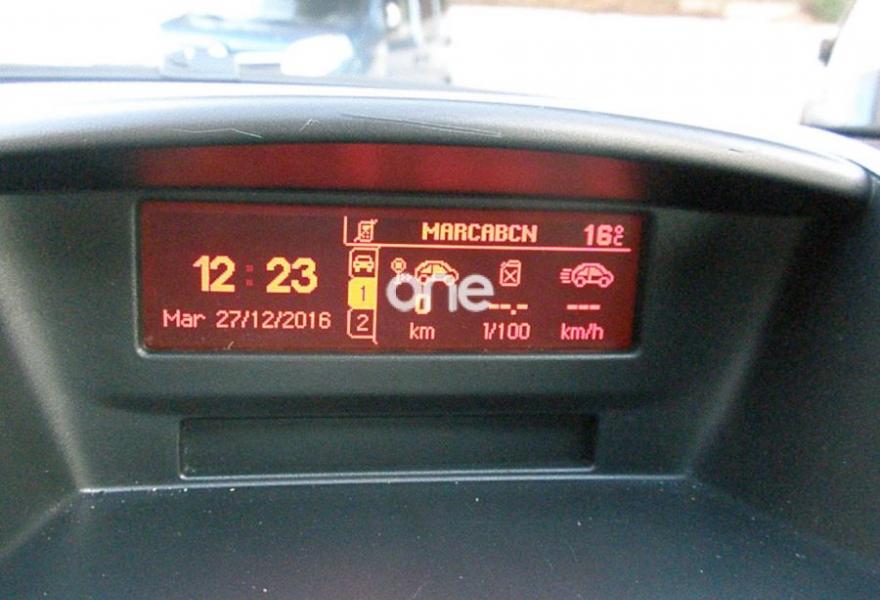 MARCABCN 16°C
12:23
1
one
0 --.- ---
Mar 27/12/2016
2
km l/100 km/h